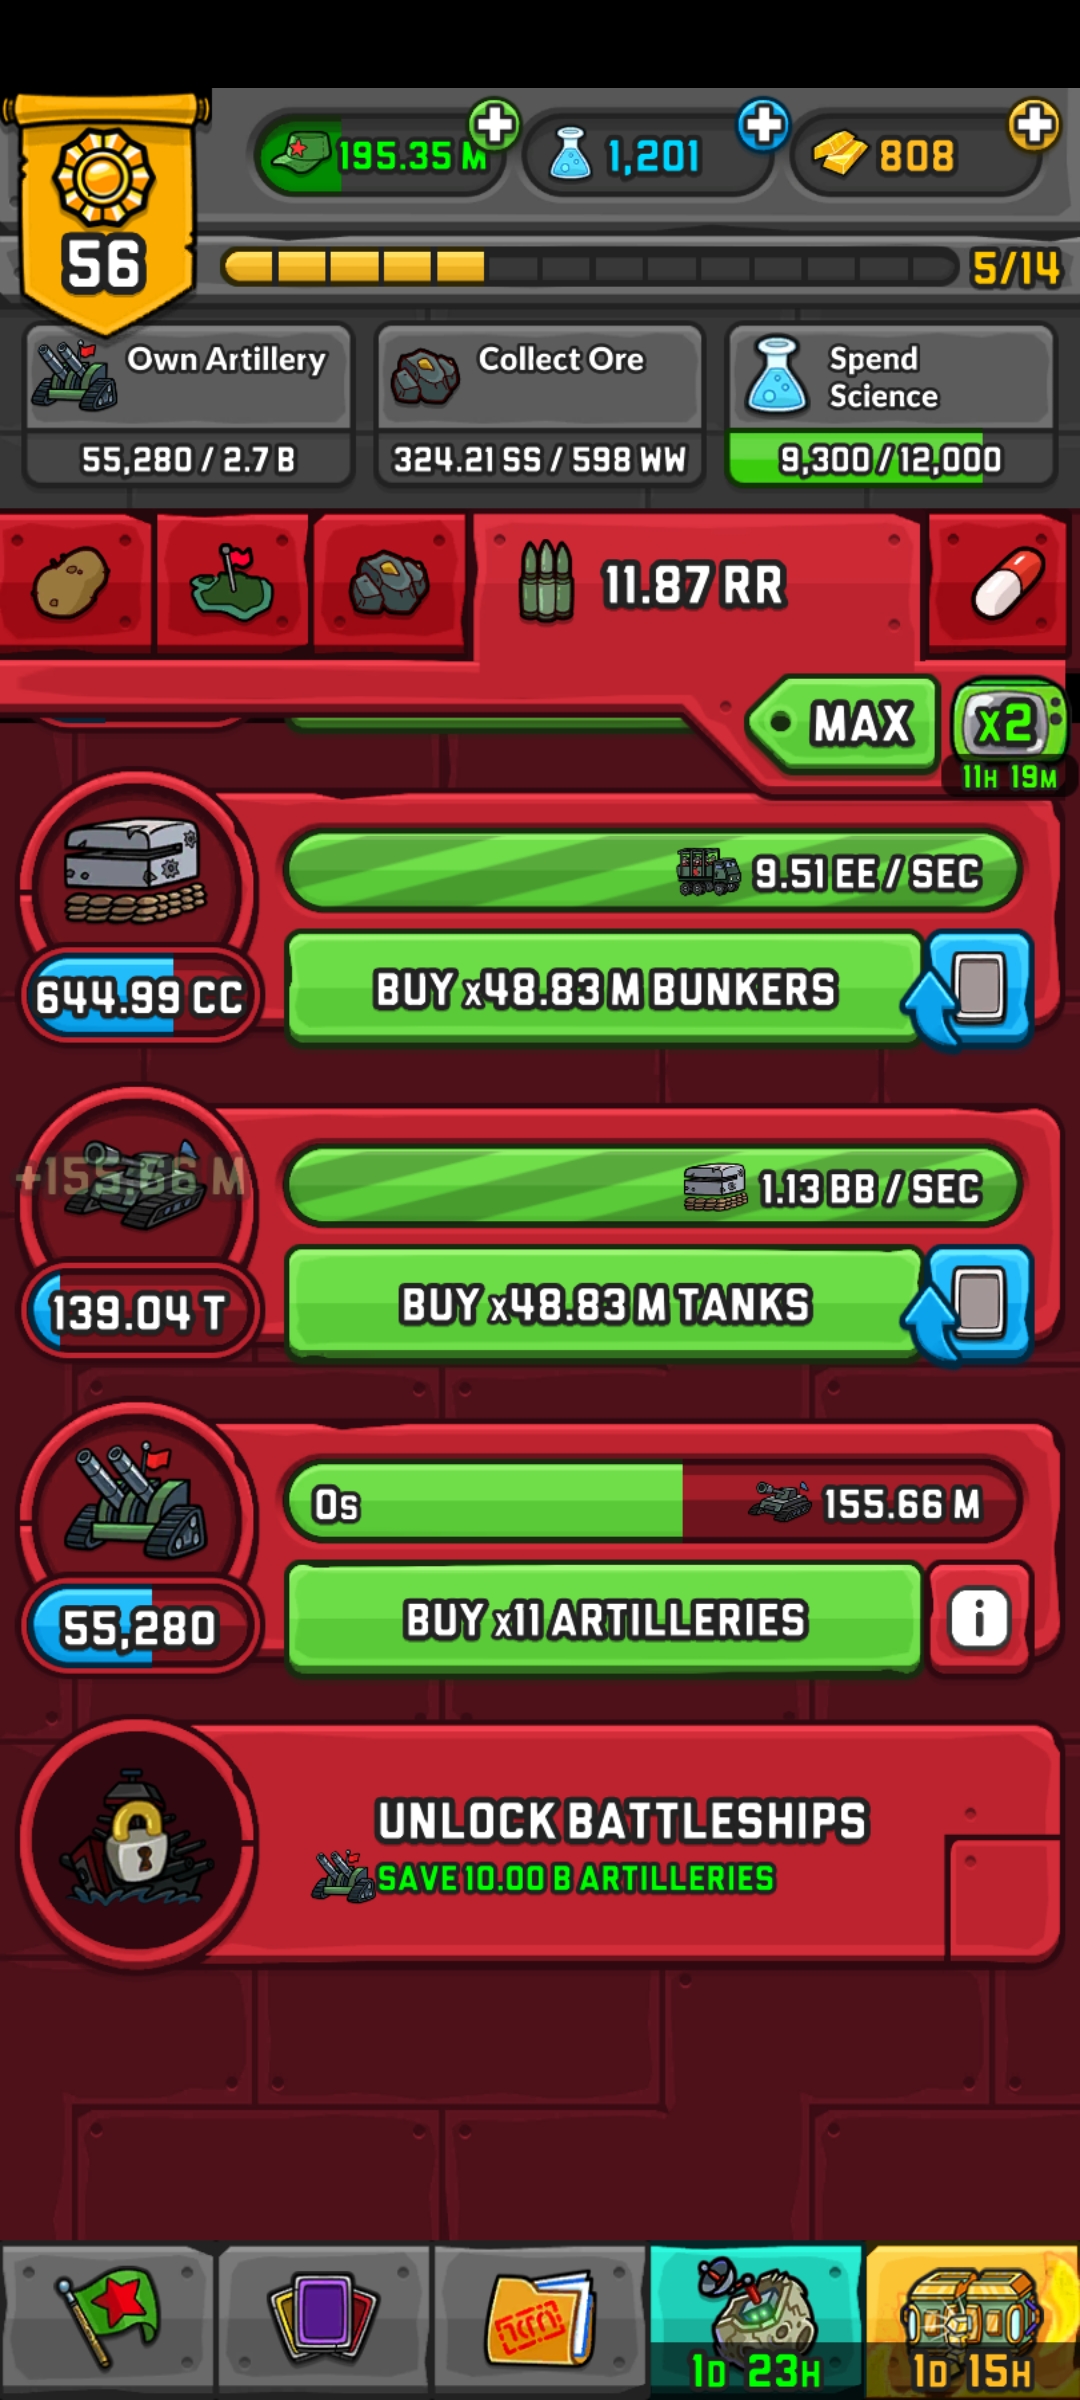 195.35 M
1,201
808
56
5/14
Own Artillery
55,280 / 2.7 B
Collect Ore
324.21 SS / 598 WW
Spend
Science
9,300 / 12,000
11.87 RR
MAX
x2
11H 19M
9.51 EE / SEC
644.99 CC
BUY x48.83 M BUNKERS
+155.66 M
1.13 BB / SEC
139.04 T
BUY x48.83 M TANKS
0s
155.66 M
55,280
BUY x11 ARTILLERIES
i
UNLOCK BATTLESHIPS
SAVE 10.00 B ARTILLERIES
1D 23H
1D 15H